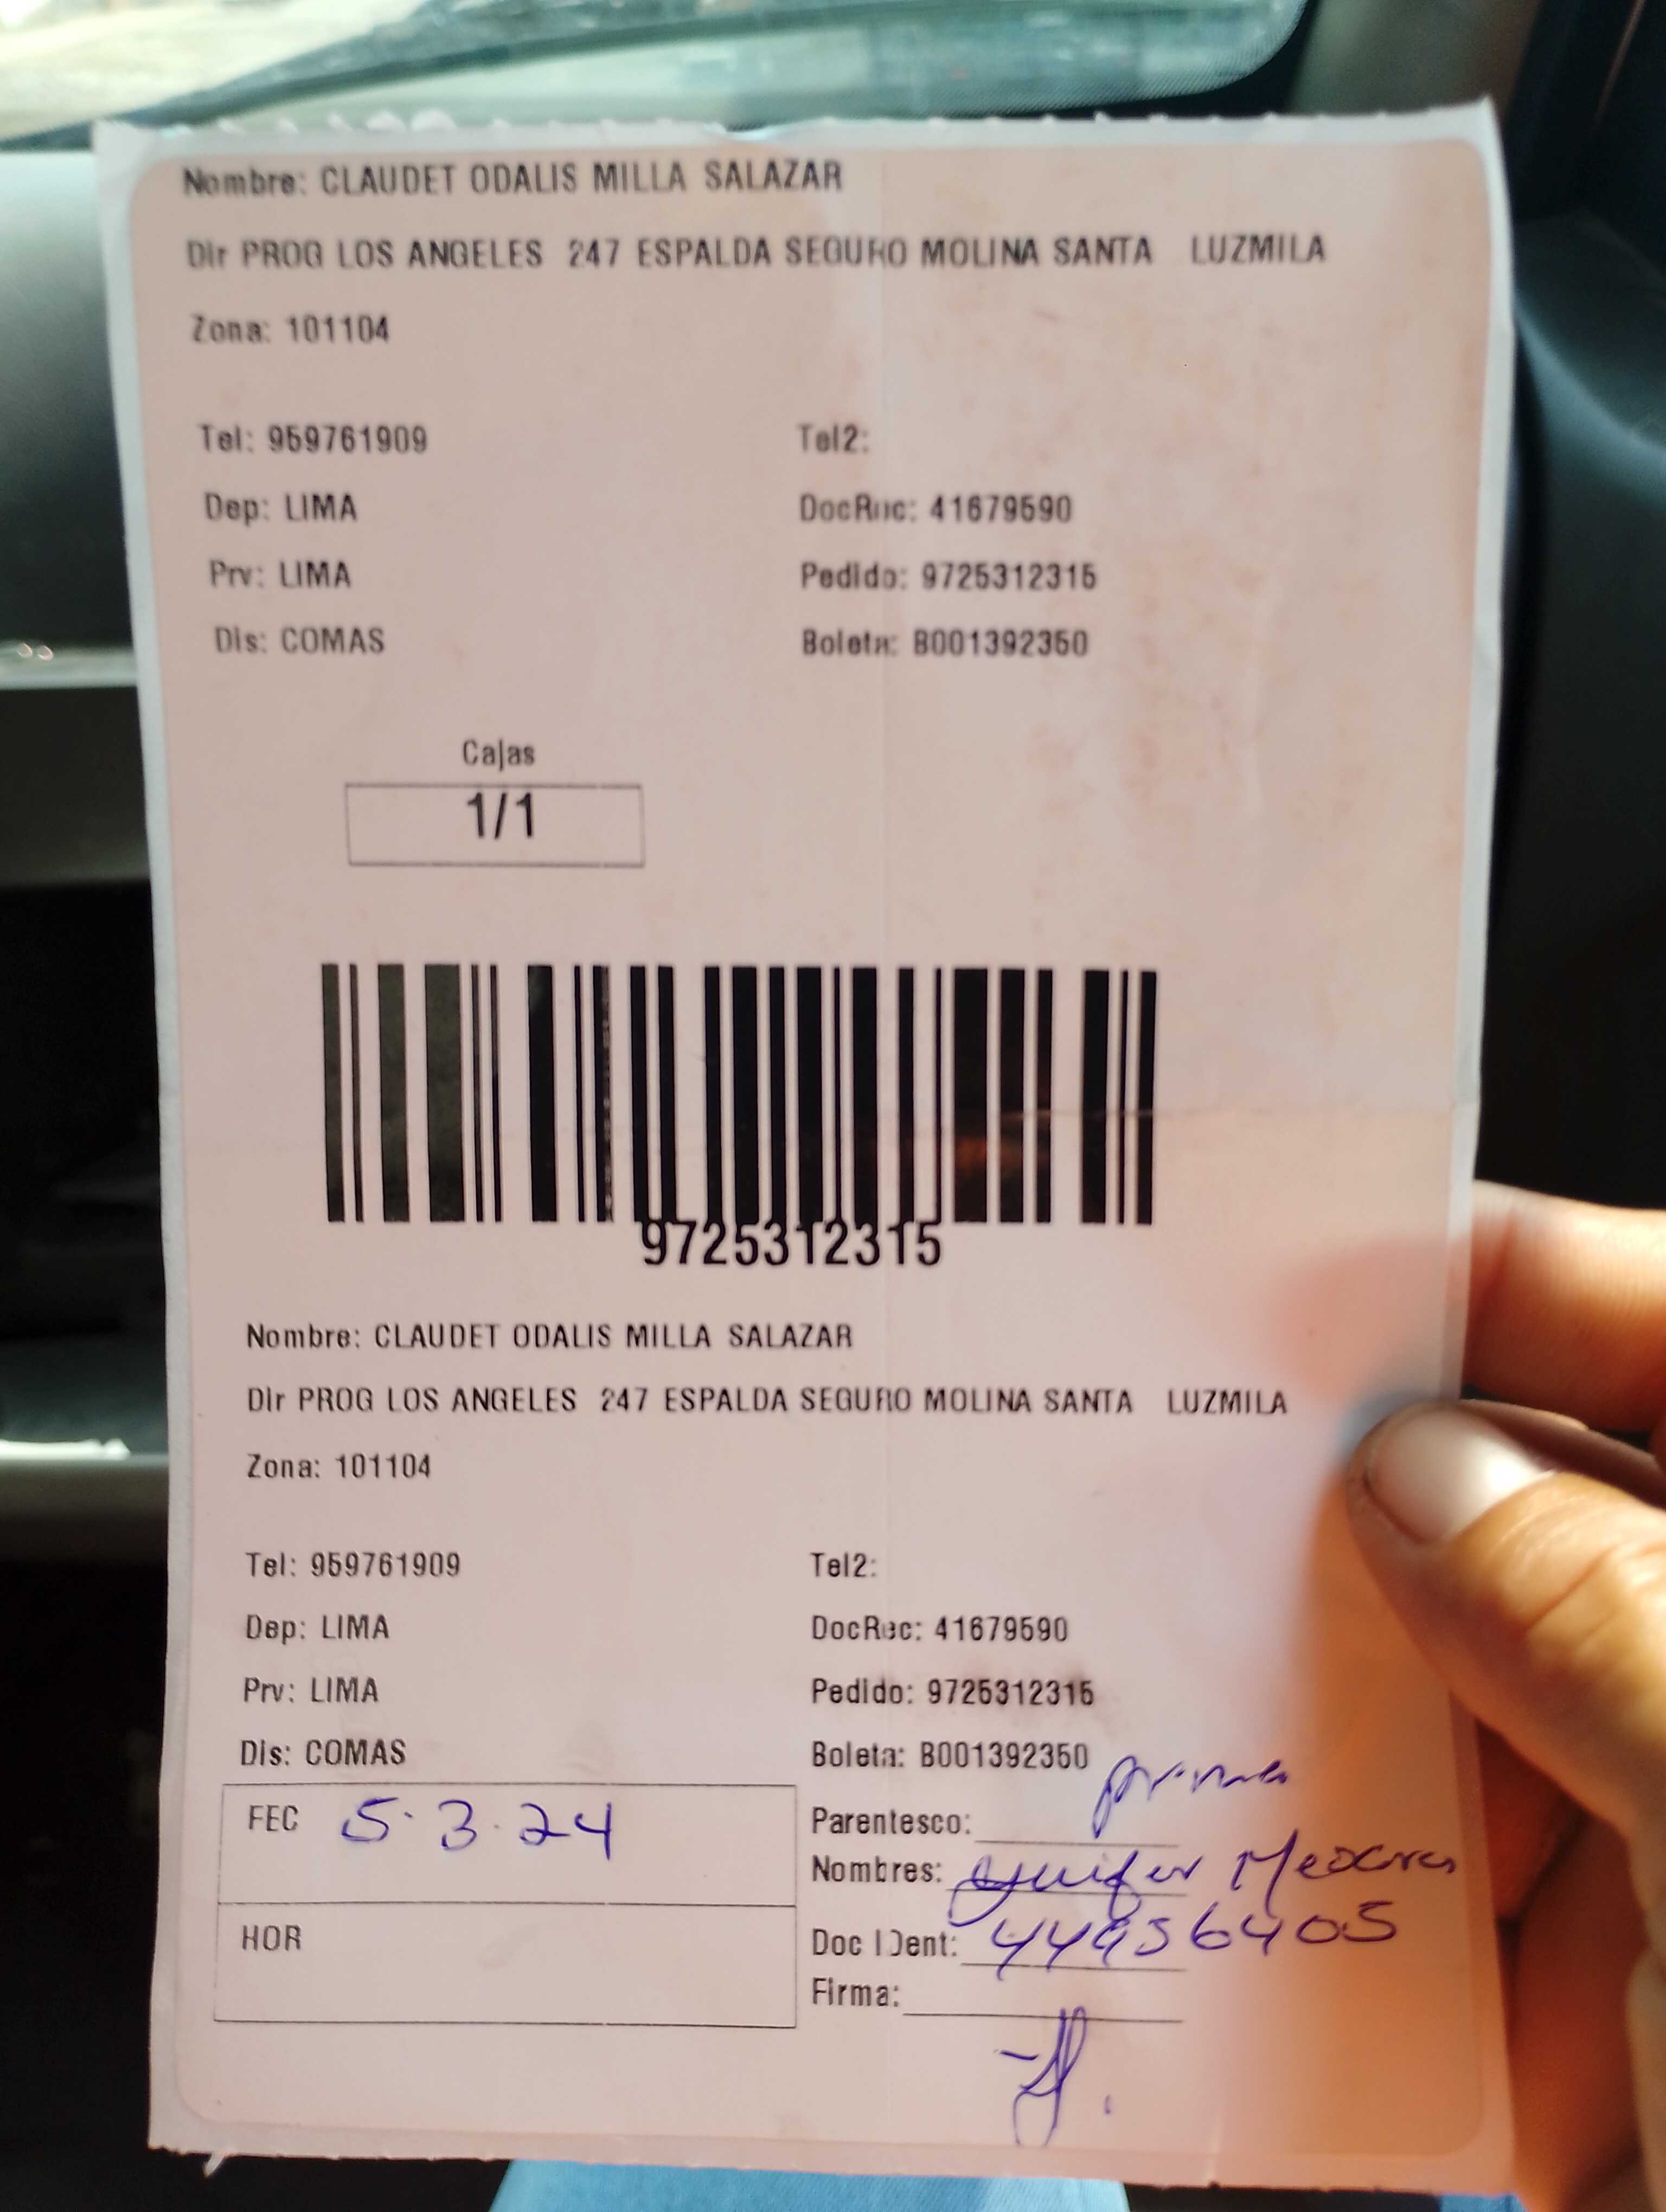 Nombre: CLAUDET ODALIS MILLA SALAZAR
Dir PROG LOS ANGELES 247 ESPALDA SEGURO MOLINA SANTA LUZMILA
Zona: 101104
Tel: 959761909 Tel2:
Dep: LIMA DocRec: 41679590
Prv: LIMA Pedido: 9725312315
Dis: COMAS Boleta: B001392350
Cajas
1/1
9725312315
Nombre: CLAUDET ODALIS MILLA SALAZAR
Dir PROG LOS ANGELES 247 ESPALDA SEGURO MOLINA SANTA LUZMILA
Zona: 101104
Tel: 959761909 Tel2:
Dep: LIMA DocRec: 41679590
Prv: LIMA Pedido: 9725312315
Dis: COMAS Boleta: B001392350
FEC 5.3.24 Parentesco: prima
Nombres:
HOR Doc IDent: 44956405
Firma: